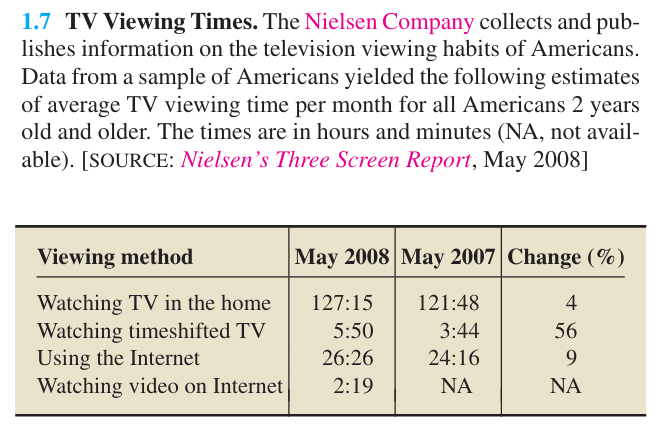 1.7 TV Viewing Times. The Nielsen Company collects and pub-
lishes information on the television viewing habits of Americans.
Data from a sample of Americans yielded the following estimates
of average TV viewing time per month for all Americans 2 years
old and older. The times are in hours and minutes (NA, not avail-
able). [SOURCE: Nielsen's Three Screen Report, May 2008]
Viewing method May 2008 May 2007 Change (%)
Watching TV in the home 127:15 121:48 4
Watching timeshifted TV 5:50 3:44 56
Using the Internet 26:26 24:16 9
Watching video on Internet 2:19 NA NA